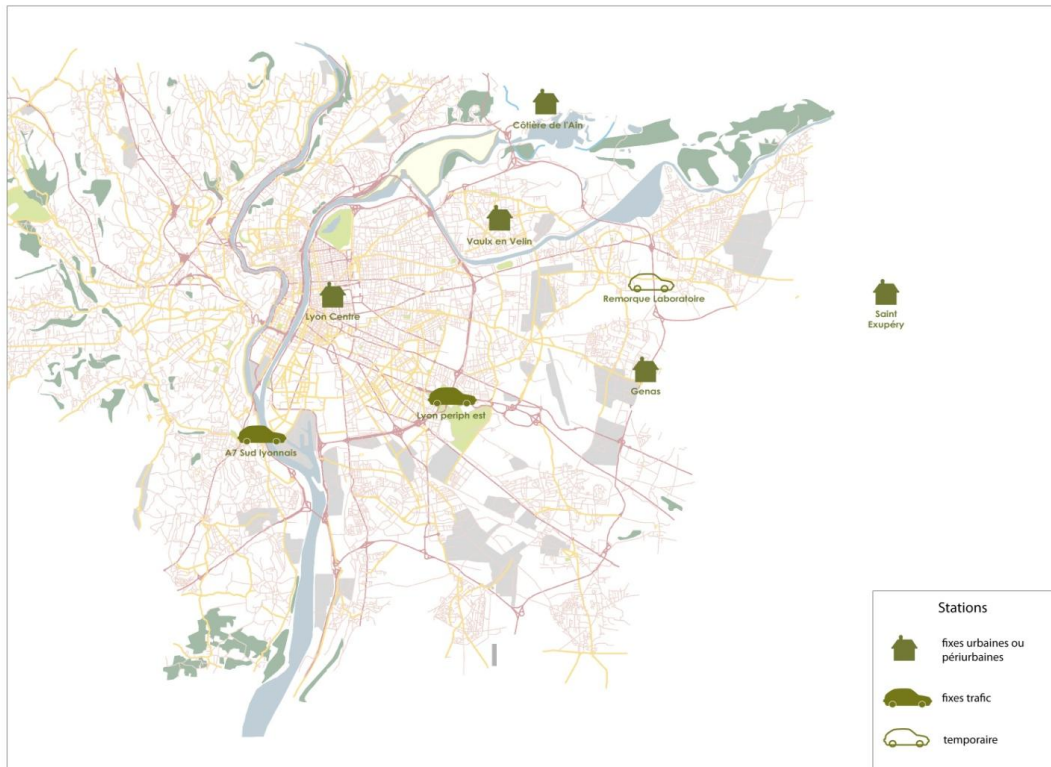 Côtière de l'Ain
Vaulx en Velin
Remorque Laboratoire
Lyon Centre
Saint
Exupéry
Genas
Lyon periph est
A7 Sud lyonnais
Stations
fixes urbaines ou
périurbaines
fixes trafic
temporaire